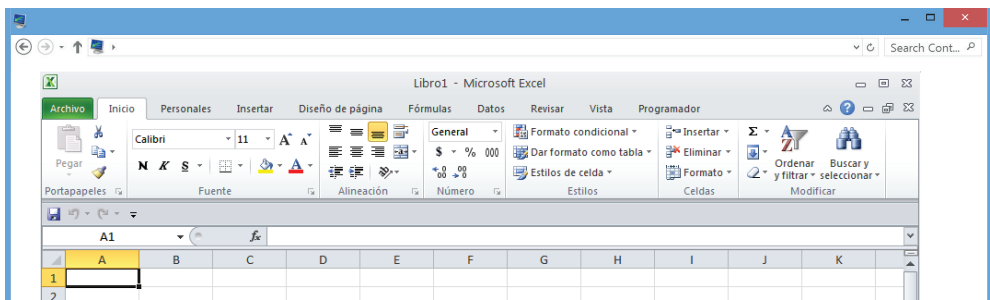 Search Cont...
Libro1 - Microsoft Excel
Archivo Inicio Personales Insertar Diseño de página Fórmulas Datos Revisar Vista Programador
Pegar
Calibri 11 A A
N K S A
General
$ % 000
Formato condicional
Dar formato como tabla
Estilos de celda
Insertar
Eliminar
Formato
Σ
Ordenar y filtrar
Buscar y seleccionar
Portapapeles Fuente Alineación Número Estilos Celdas Modificar
A1 fx
A B C D E F G H I J K
1
2